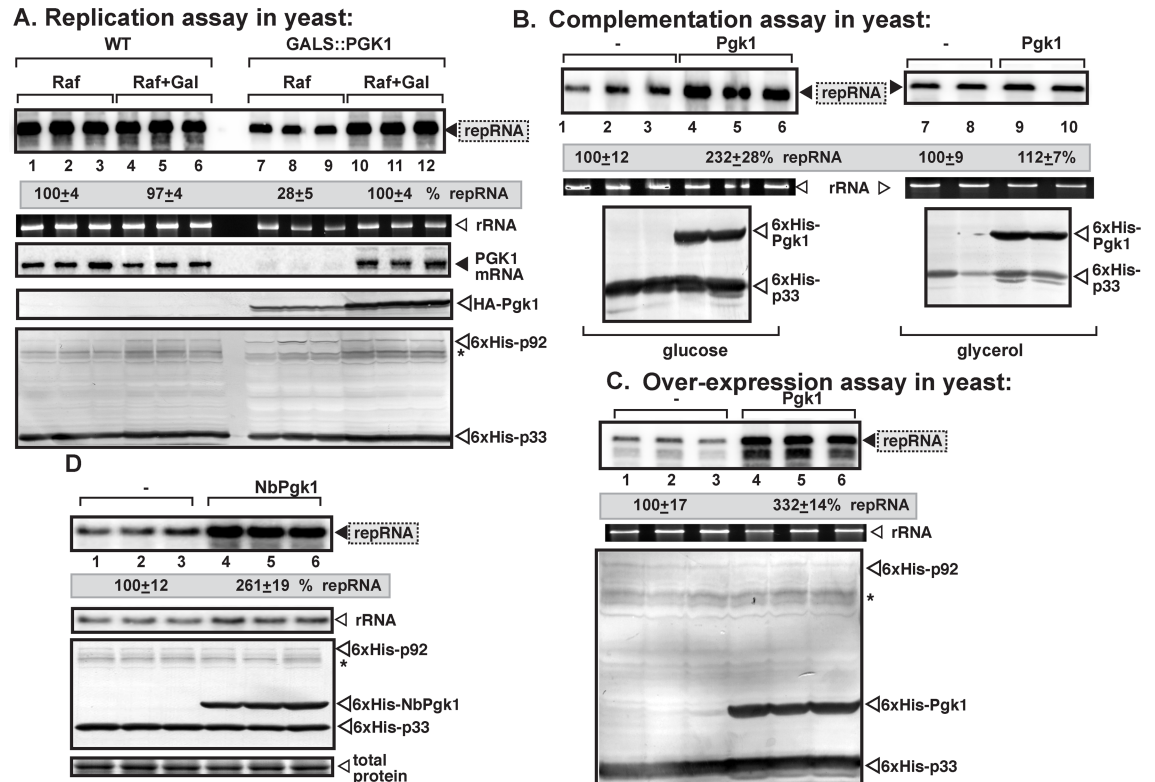 A. Replication assay in yeast:
WT GALS::PGK1
Raf Raf+Gal Raf Raf+Gal
repRNA
1 2 3 4 5 6 7 8 9 10 11 12
100±4 97±4 28±5 100±4 % repRNA
rRNA
PGK1
mRNA
HA-Pgk1
6xHis-p92
*
6xHis-p33
B. Complementation assay in yeast:
- Pgk1 - Pgk1
repRNA
1 2 3 4 5 6 7 8 9 10
100±12 232±28% repRNA 100±9 112±7%
rRNA
6xHis-
Pgk1
6xHis-
p33
6xHis-
Pgk1
6xHis-
p33
glucose glycerol
C. Over-expression assay in yeast:
- Pgk1
repRNA
1 2 3 4 5 6
100±17 332±14% repRNA
rRNA
6xHis-p92
*
6xHis-Pgk1
6xHis-p33
D
- NbPgk1
repRNA
1 2 3 4 5 6
100±12 261±19 % repRNA
rRNA
6xHis-p92
*
6xHis-NbPgk1
6xHis-p33
total
protein